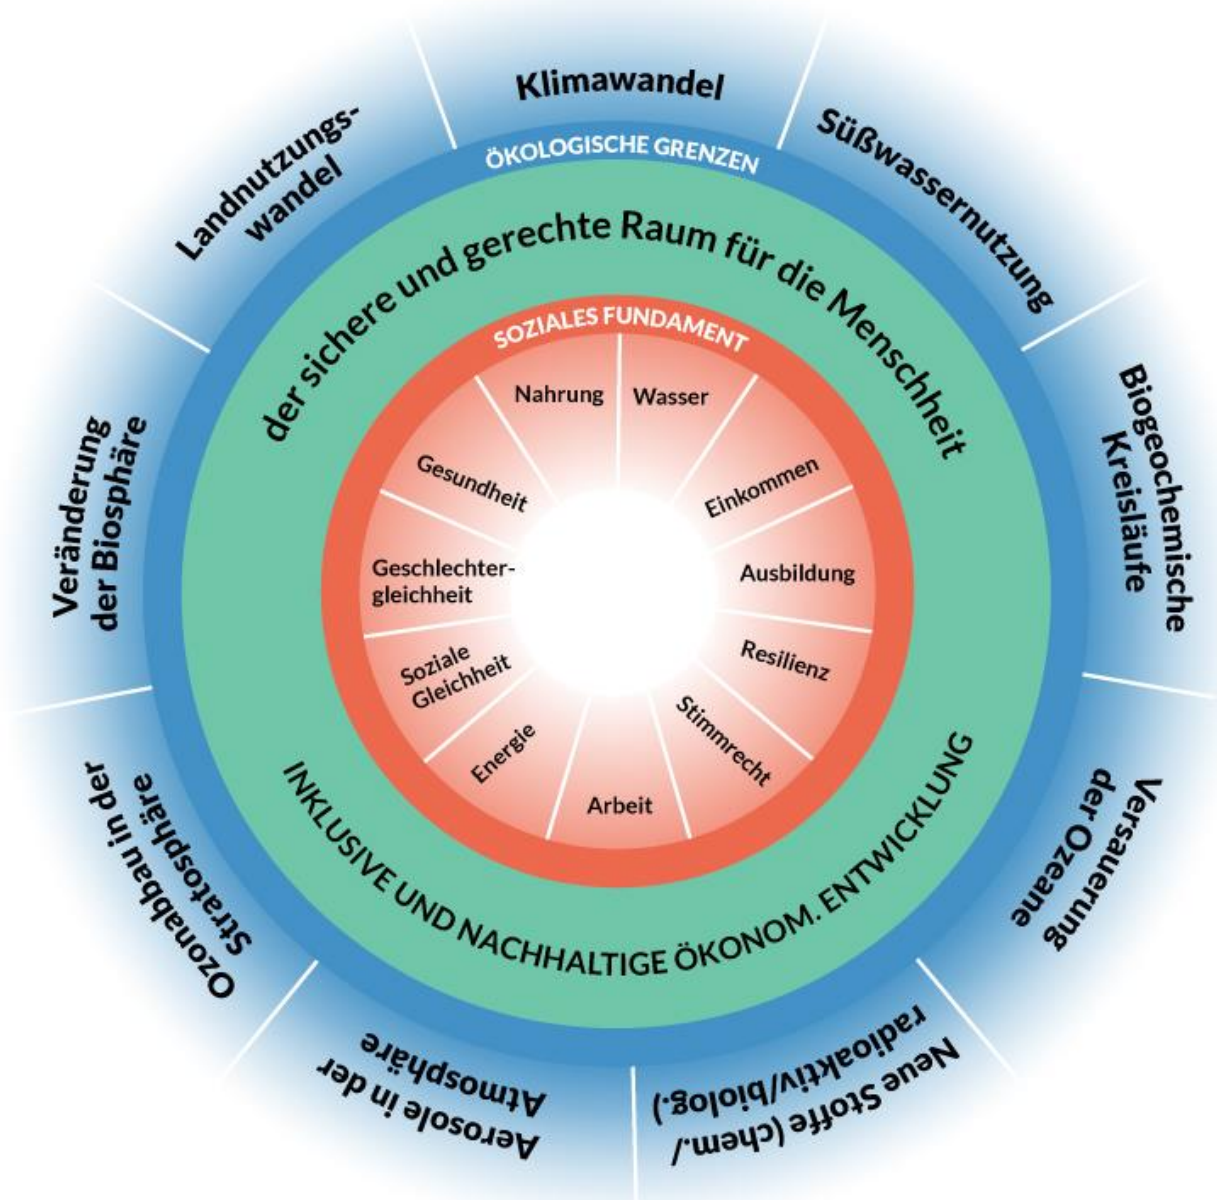 Klimawandel
Süßwassernutzung
Biogeochemische
Kreisläufe
Versauerung
der Ozeane
Neue Stoffe (chem./
radioaktiv/biolog.)
Aerosole in der
Atmosphäre
Ozonabbau in der
Stratosphäre
Veränderung
der Biosphäre
Landnutzungs-
wandel
ÖKOLOGISCHE GRENZEN
der sichere und gerechte Raum für die Menschheit
INKLUSIVE UND NACHHALTIGE ÖKONOM. ENTWICKLUNG
SOZIALES FUNDAMENT
Wasser
Einkommen
Ausbildung
Resilienz
Stimmrecht
Arbeit
Energie
Soziale
Gleichheit
Geschlechter-
gleichheit
Gesundheit
Nahrung